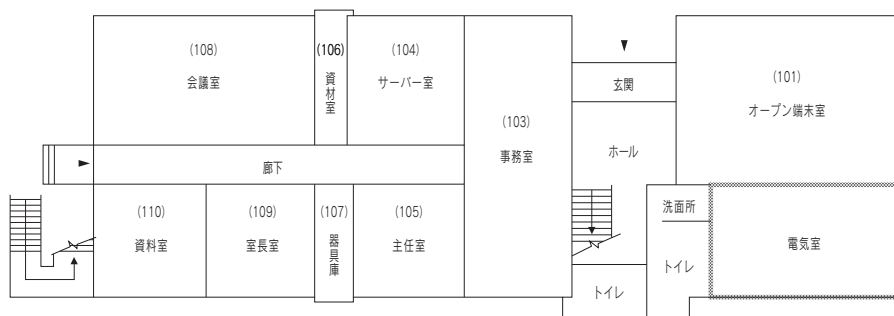 (108)
会議室
(106)
資材室
(104)
サーバー室
(103)
事務室
玄関
ホール
(101)
オープン端末室
廊下
(110)
資料室
(109)
室長室
(107)
器具庫
(105)
主任室
洗面所
トイレ
トイレ
電気室